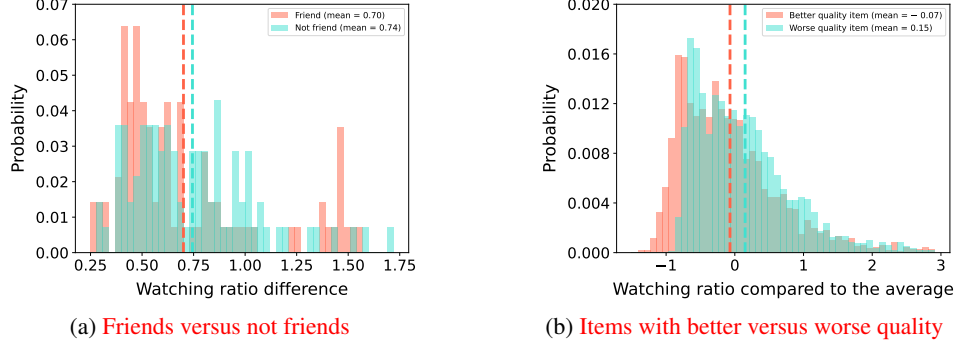 Friend (mean = 0.70)
Not friend (mean = 0.74)
0.07
0.06
0.05
0.04
0.03
0.02
0.01
0.00
Probability
0.25 0.50 0.75 1.00 1.25 1.50 1.75
Watching ratio difference
(a) Friends versus not friends
Better quality item (mean = − 0.07)
Worse quality item (mean = 0.15)
0.020
0.016
0.012
0.008
0.004
0.000
Probability
−1 0 1 2 3
Watching ratio compared to the average
(b) Items with better versus worse quality